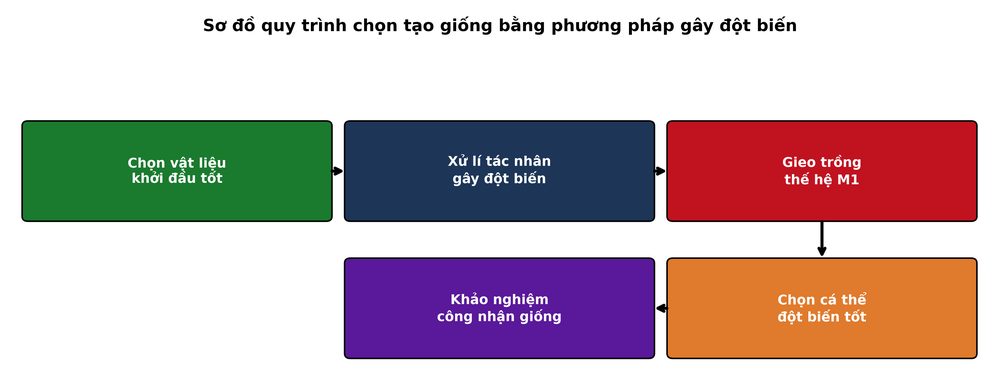 Sơ đồ quy trình chọn tạo giống bằng phương pháp gây đột biến
Chọn vật liệu
khởi đầu tốt
Xử lí tác nhân
gây đột biến
Gieo trồng
thế hệ M1
Chọn cá thể
đột biến tốt
Khảo nghiệm
công nhận giống